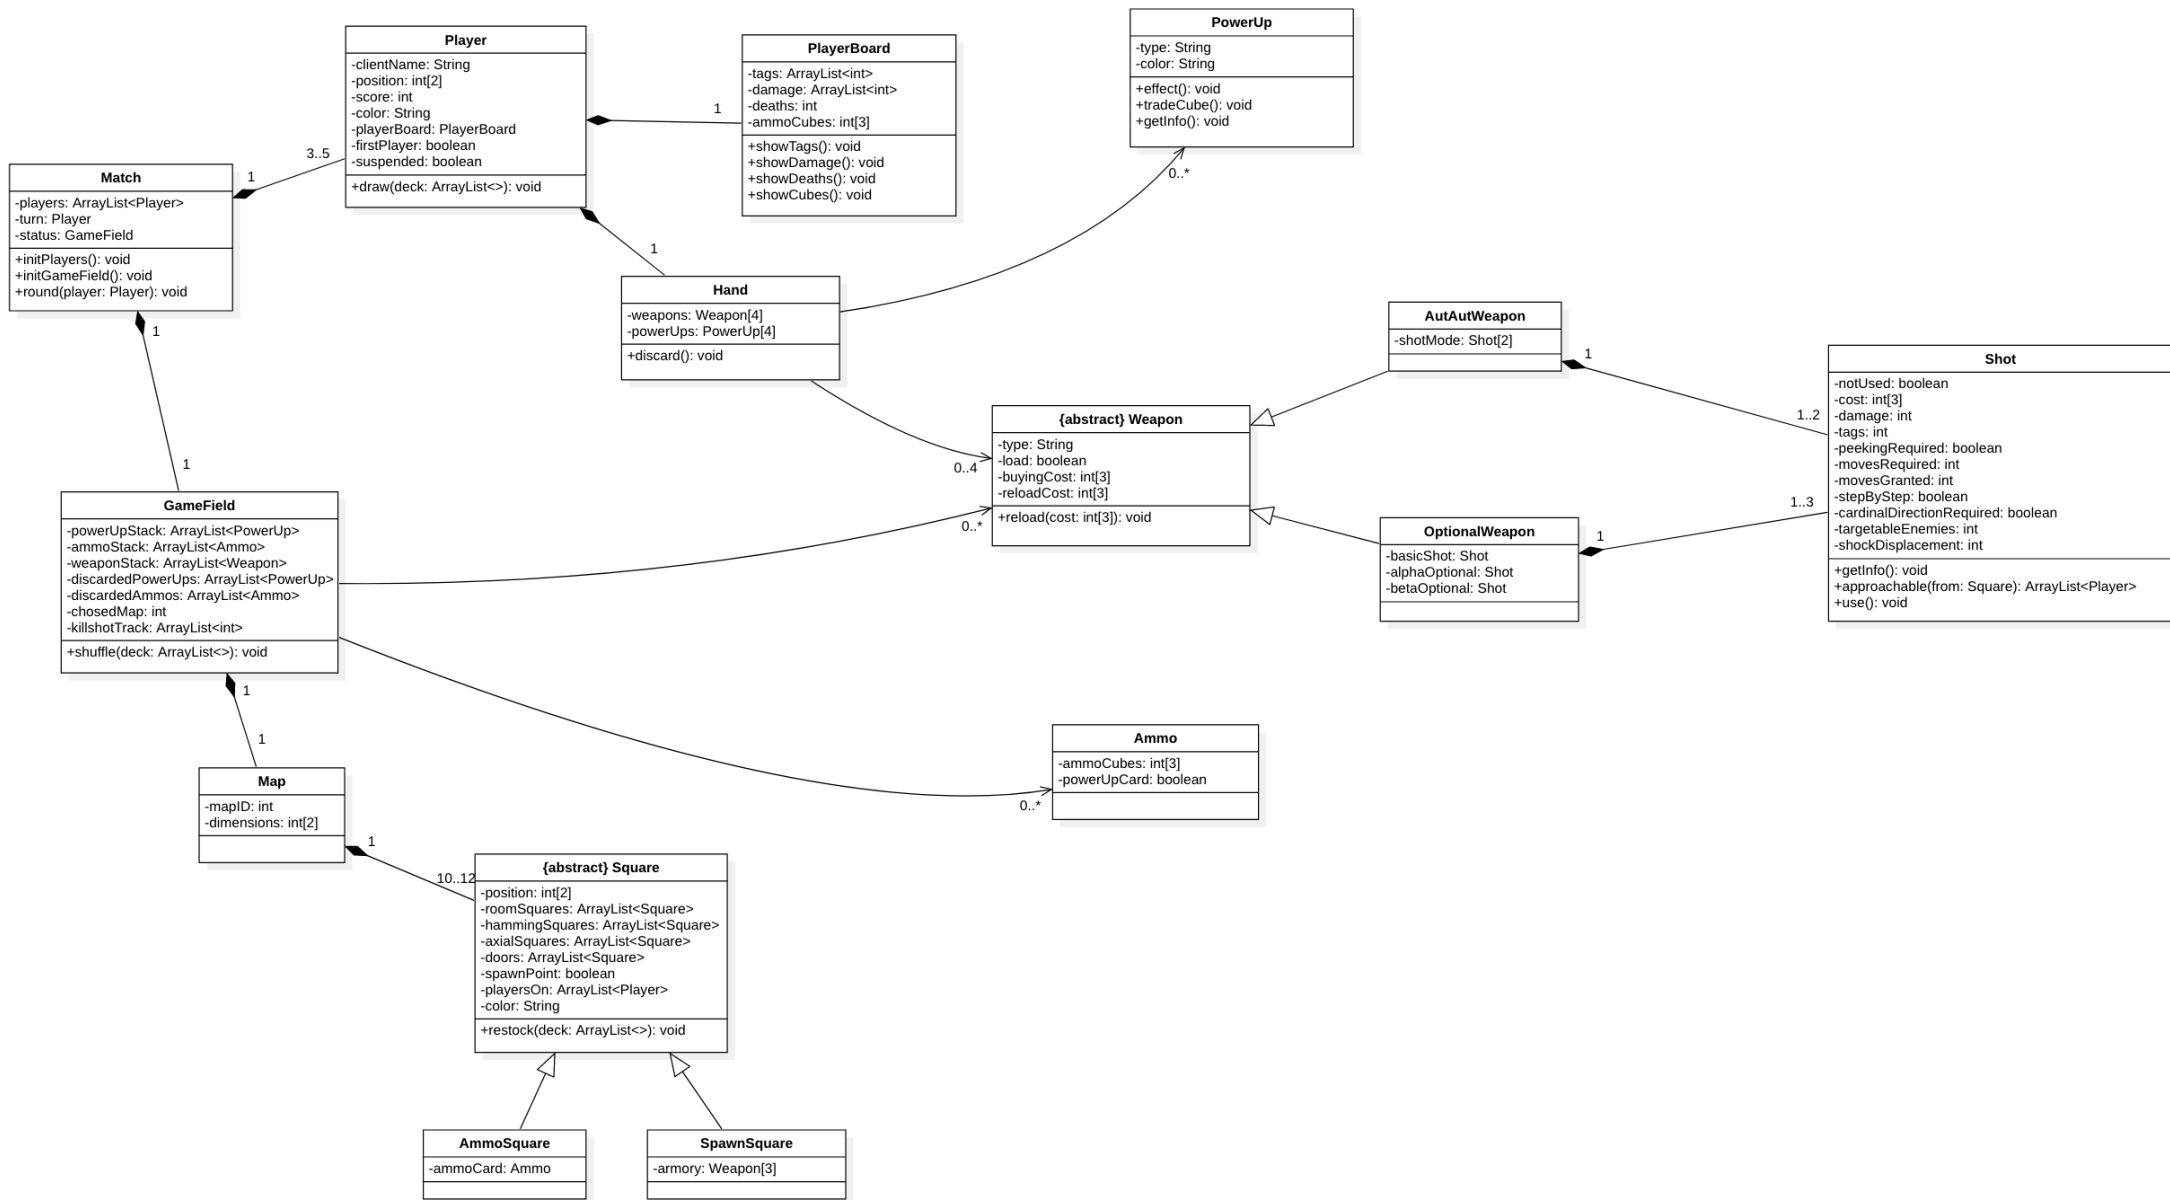 Player
-clientName: String
-position: int[2]
-score: int
-color: String
-playerBoard: PlayerBoard
-firstPlayer: boolean
-suspended: boolean
+draw(deck: ArrayList<>): void
1
PlayerBoard
-tags: ArrayList<int>
-damage: ArrayList<int>
-deaths: int
-ammoCubes: int[3]
+showTags(): void
+showDamage(): void
+showDeaths(): void
+showCubes(): void
PowerUp
-type: String
-color: String
+effect(): void
+tradeCube(): void
+getInfo(): void
0..*
Match
-players: ArrayList<Player>
-turn: Player
-status: GameField
+initPlayers(): void
+initGameField(): void
+round(player: Player): void
1
3..5
1
1
1
Hand
-weapons: Weapon[4]
-powerUps: PowerUp[4]
+discard(): void
0..4
0..*
{abstract} Weapon
-type: String
-load: boolean
-buyingCost: int[3]
-reloadCost: int[3]
+reload(cost: int[3]): void
AutAutWeapon
-shotMode: Shot[2]
1
1..2
OptionalWeapon
-basicShot: Shot
-alphaOptional: Shot
-betaOptional: Shot
1
1..3
Shot
-notUsed: boolean
-cost: int[3]
-damage: int
-tags: int
-peekingRequired: boolean
-movesRequired: int
-movesGranted: int
-stepByStep: boolean
-cardinalDirectionRequired: boolean
-targetableEnemies: int
-shockDisplacement: int
+getInfo(): void
+approachable(from: Square): ArrayList<Player>
+use(): void
GameField
-powerUpStack: ArrayList<PowerUp>
-ammoStack: ArrayList<Ammo>
-weaponStack: ArrayList<Weapon>
-discardedPowerUps: ArrayList<PowerUp>
-discardedAmmos: ArrayList<Ammo>
-chosedMap: int
-killshotTrack: ArrayList<int>
+shuffle(deck: ArrayList<>): void
1
1
Ammo
-ammoCubes: int[3]
-powerUpCard: boolean
0..*
Map
-mapID: int
-dimensions: int[2]
1
10..12
{abstract} Square
-position: int[2]
-roomSquares: ArrayList<Square>
-hammingSquares: ArrayList<Square>
-axialSquares: ArrayList<Square>
-doors: ArrayList<Square>
-spawnPoint: boolean
-playersOn: ArrayList<Player>
-color: String
+restock(deck: ArrayList<>): void
AmmoSquare
-ammoCard: Ammo
SpawnSquare
-armory: Weapon[3]